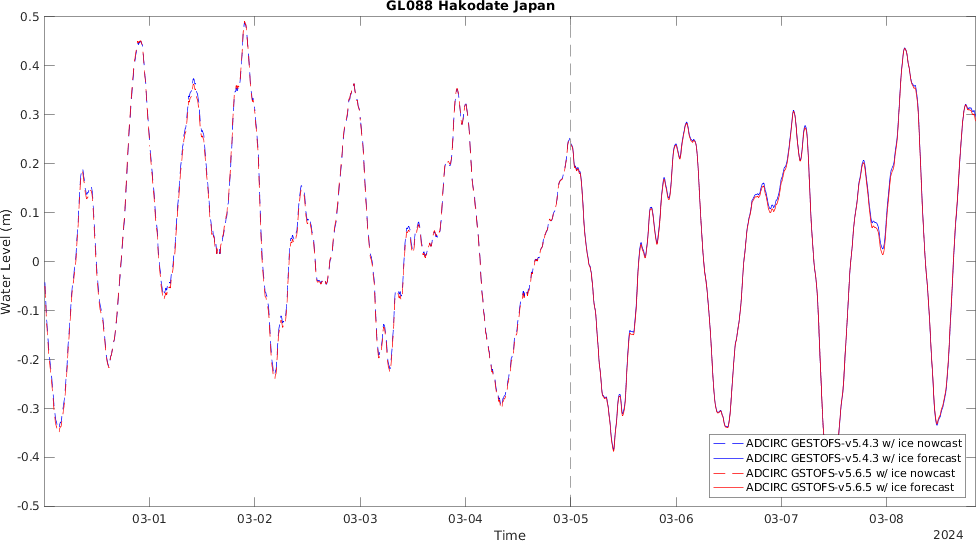 GL088 Hakodate Japan
0.5
0.4
0.3
0.2
0.1
0
-0.1
-0.2
-0.3
-0.4
-0.5
Water Level (m)
ADCIRC GESTOFS-v5.4.3 w/ ice nowcast
ADCIRC GESTOFS-v5.4.3 w/ ice forecast
ADCIRC GSTOFS-v5.6.5 w/ ice nowcast
ADCIRC GSTOFS-v5.6.5 w/ ice forecast
03-01 03-02 03-03 03-04 03-05 03-06 03-07 03-08
Time
2024